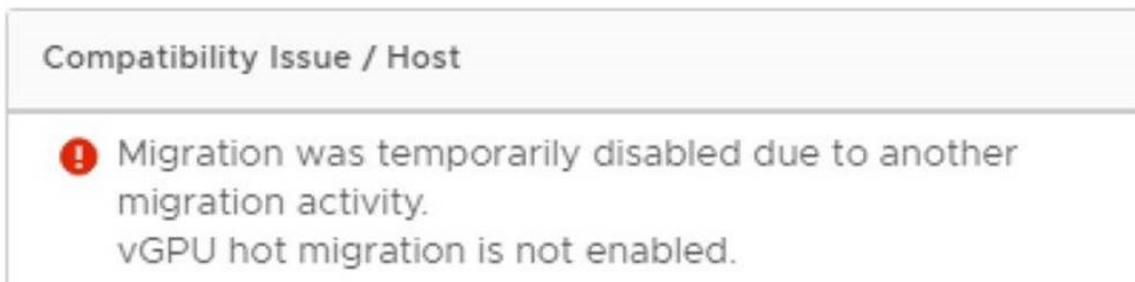 Compatibility Issue / Host
Migration was temporarily disabled due to another
migration activity.
vGPU hot migration is not enabled.